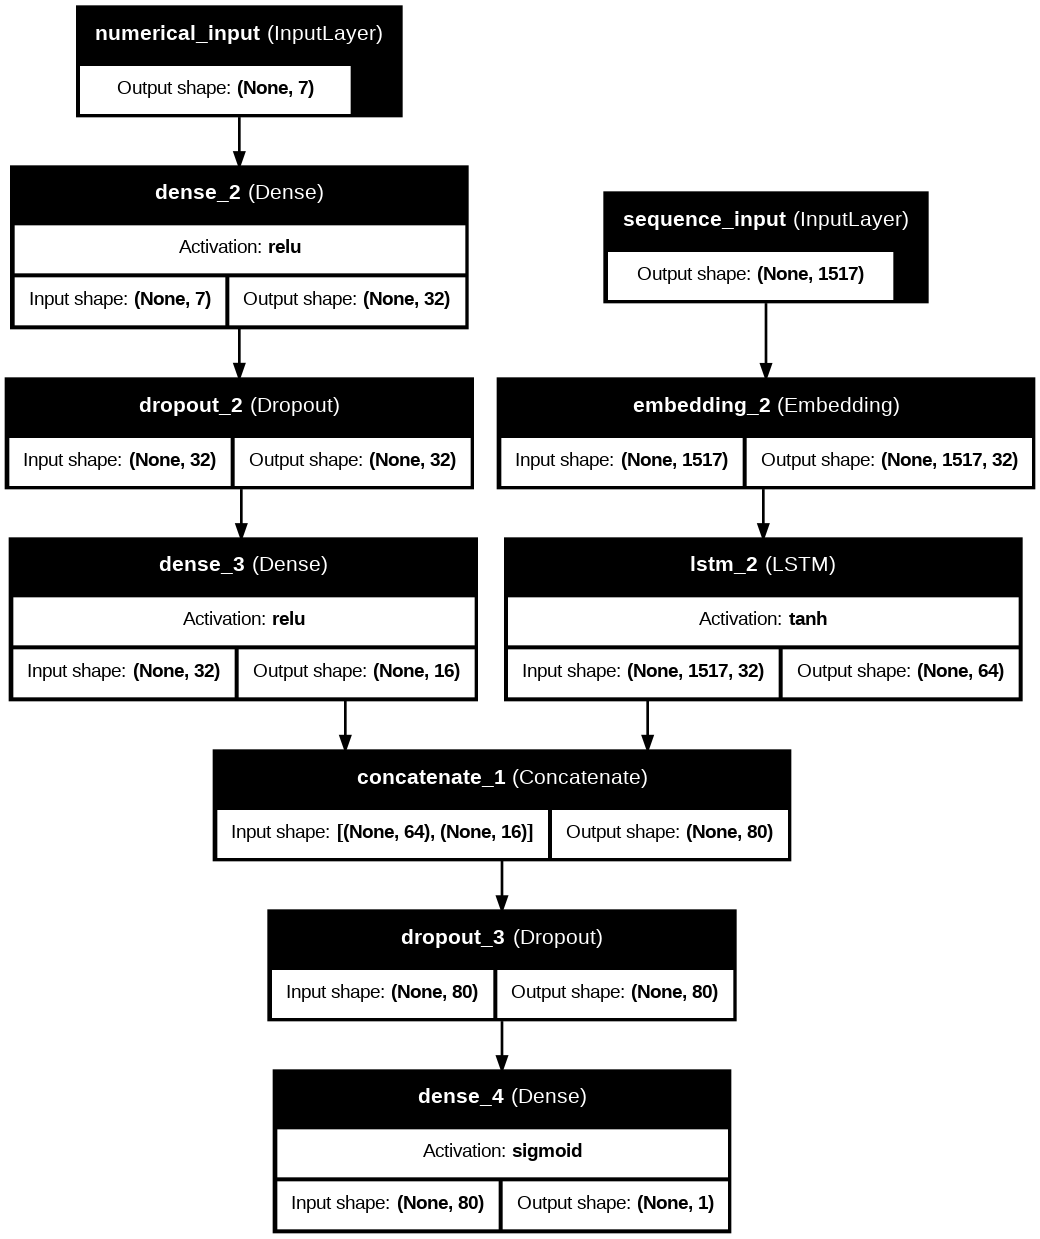 numerical_input (InputLayer)
Output shape: (None, 7)
dense_2 (Dense)
Activation: relu
Input shape: (None, 7) Output shape: (None, 32)
dropout_2 (Dropout)
Input shape: (None, 32) Output shape: (None, 32)
dense_3 (Dense)
Activation: relu
Input shape: (None, 32) Output shape: (None, 16)
sequence_input (InputLayer)
Output shape: (None, 1517)
embedding_2 (Embedding)
Input shape: (None, 1517) Output shape: (None, 1517, 32)
lstm_2 (LSTM)
Activation: tanh
Input shape: (None, 1517, 32) Output shape: (None, 64)
concatenate_1 (Concatenate)
Input shape: [(None, 64), (None, 16)] Output shape: (None, 80)
dropout_3 (Dropout)
Input shape: (None, 80) Output shape: (None, 80)
dense_4 (Dense)
Activation: sigmoid
Input shape: (None, 80) Output shape: (None, 1)